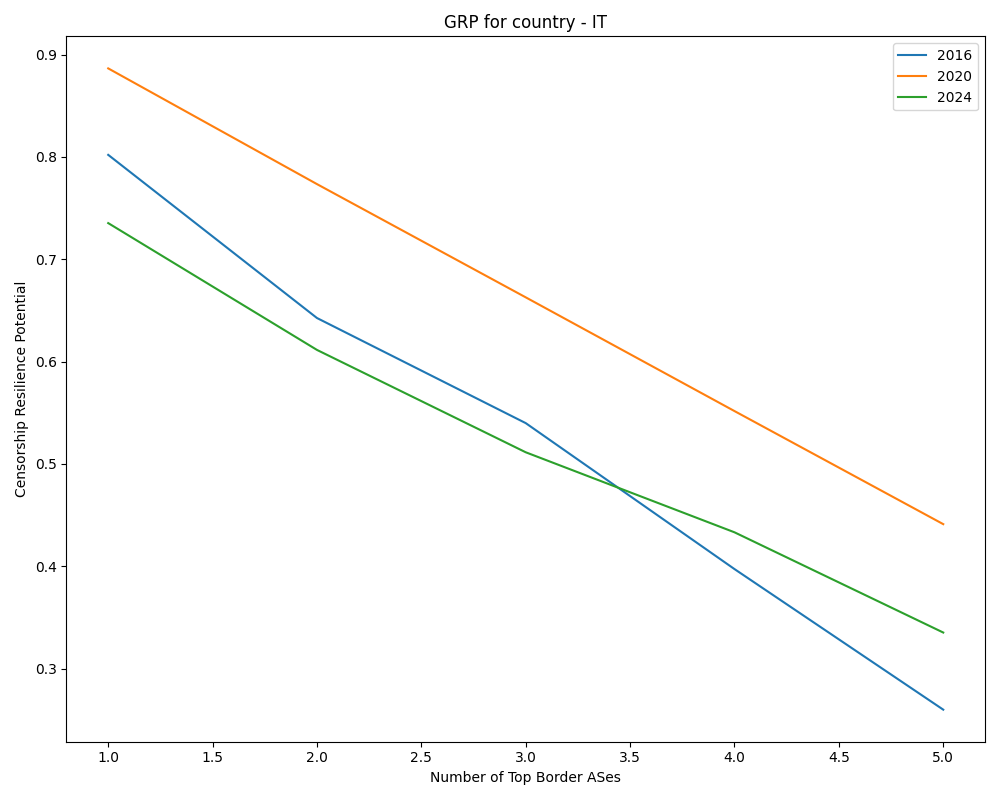 GRP for country - IT
2016
2020
2024
Censorship Resilience Potential
0.9
0.8
0.7
0.6
0.5
0.4
0.3
1.0 1.5 2.0 2.5 3.0 3.5 4.0 4.5 5.0
Number of Top Border ASes